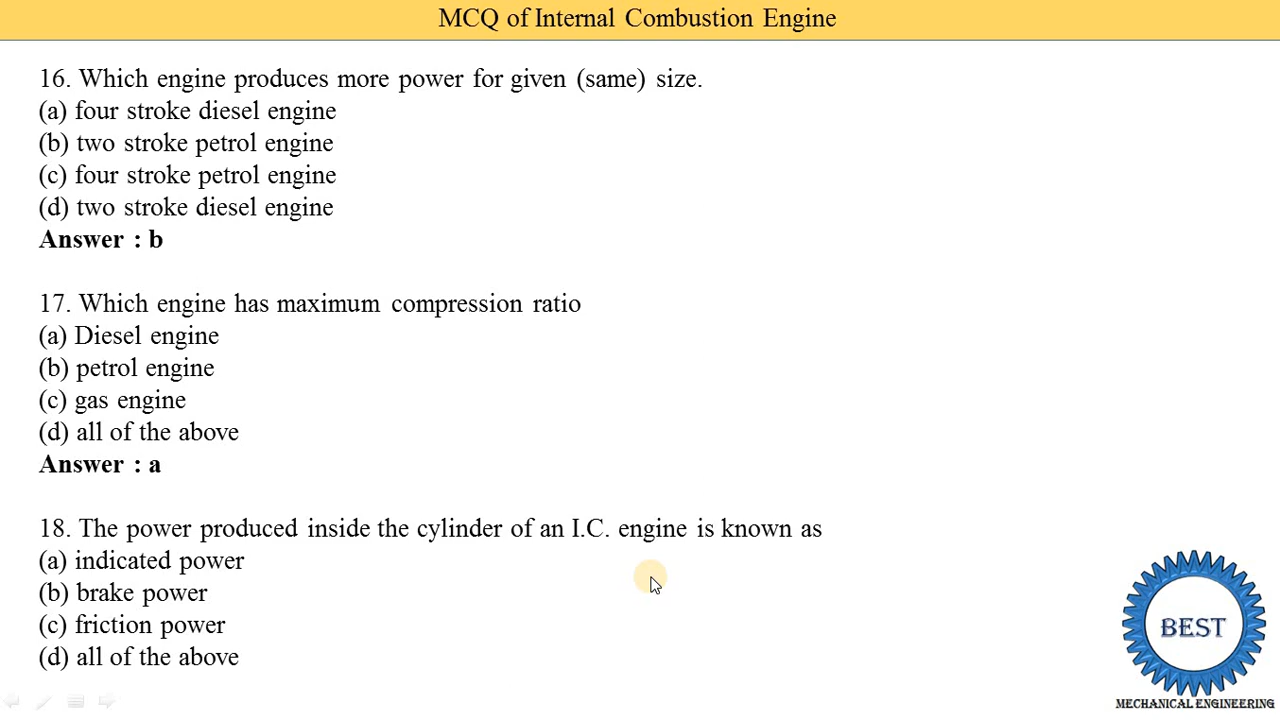 MCQ of Internal Combustion Engine
16. Which engine produces more power for given (same) size.
(a) four stroke diesel engine
(b) two stroke petrol engine
(c) four stroke petrol engine
(d) two stroke diesel engine
Answer : b
17. Which engine has maximum compression ratio
(a) Diesel engine
(b) petrol engine
(c) gas engine
(d) all of the above
Answer : a
18. The power produced inside the cylinder of an I.C. engine is known as
(a) indicated power
(b) brake power
(c) friction power
(d) all of the above
BEST
MECHANICAL ENGINEERING